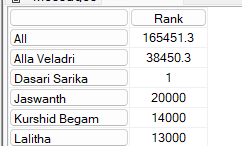 Rank
All 165451.3
Alla Veladri 38450.3
Dasari Sarika 1
Jaswanth 20000
Kurshid Begam 14000
Lalitha 13000